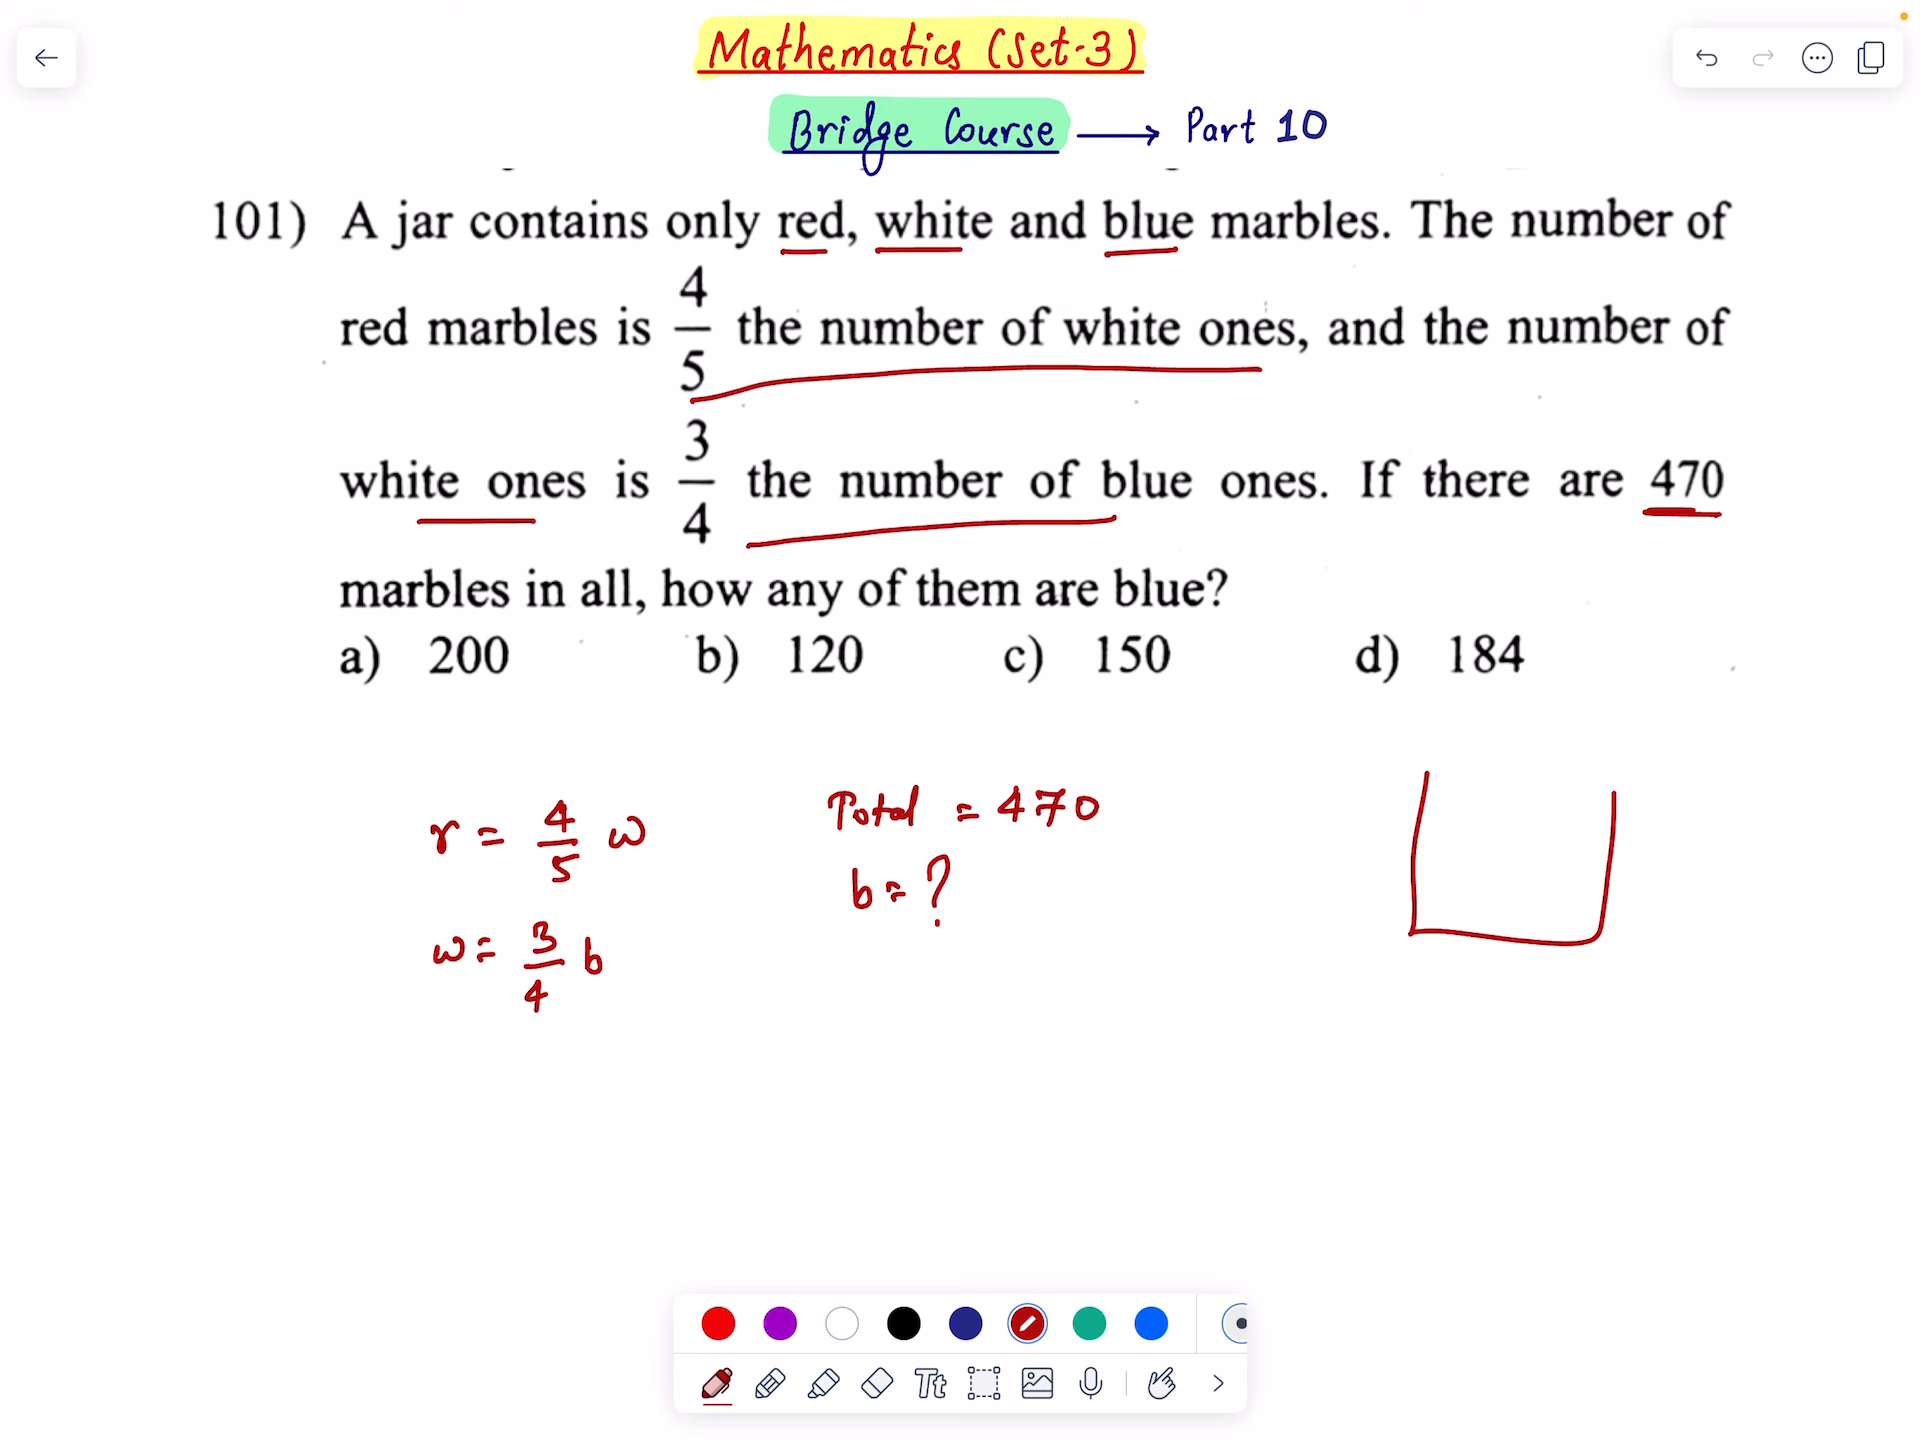 Mathematics (Set-3)
Bridge Course → Part 10
101) A jar contains only red, white and blue marbles. The number of
red marbles is 4/5 the number of white ones, and the number of
white ones is 3/4 the number of blue ones. If there are 470
marbles in all, how any of them are blue?
a) 200 b) 120 c) 150 d) 184
r = 4/5 w
Total = 470
b = ?
w = 3/4 b
Tt